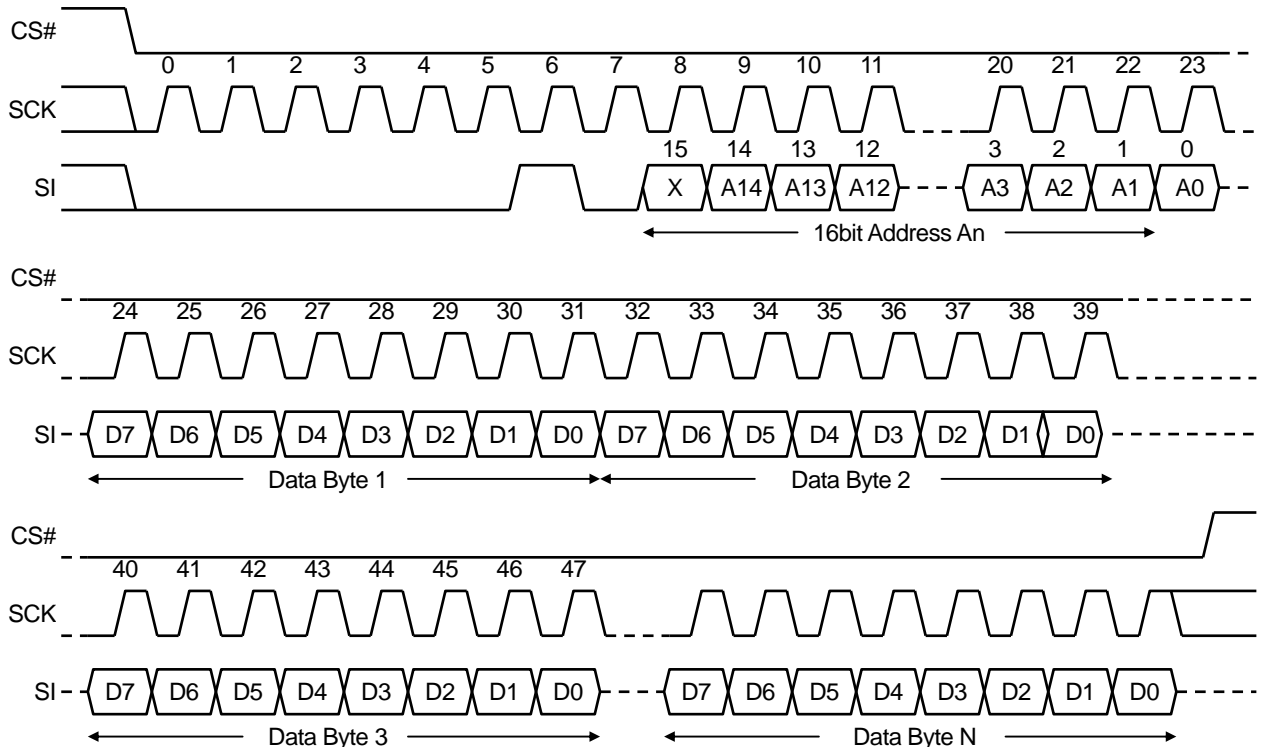 CS#
0 1 2 3 4 5 6 7 8 9 10 11 20 21 22 23
SCK
15 14 13 12 3 2 1 0
SI X A14 A13 A12 A3 A2 A1 A0
16bit Address An
CS#
24 25 26 27 28 29 30 31 32 33 34 35 36 37 38 39
SCK
SI D7 D6 D5 D4 D3 D2 D1 D0 D7 D6 D5 D4 D3 D2 D1 D0
Data Byte 1 Data Byte 2
CS#
40 41 42 43 44 45 46 47
SCK
SI D7 D6 D5 D4 D3 D2 D1 D0 D7 D6 D5 D4 D3 D2 D1 D0
Data Byte 3 Data Byte N